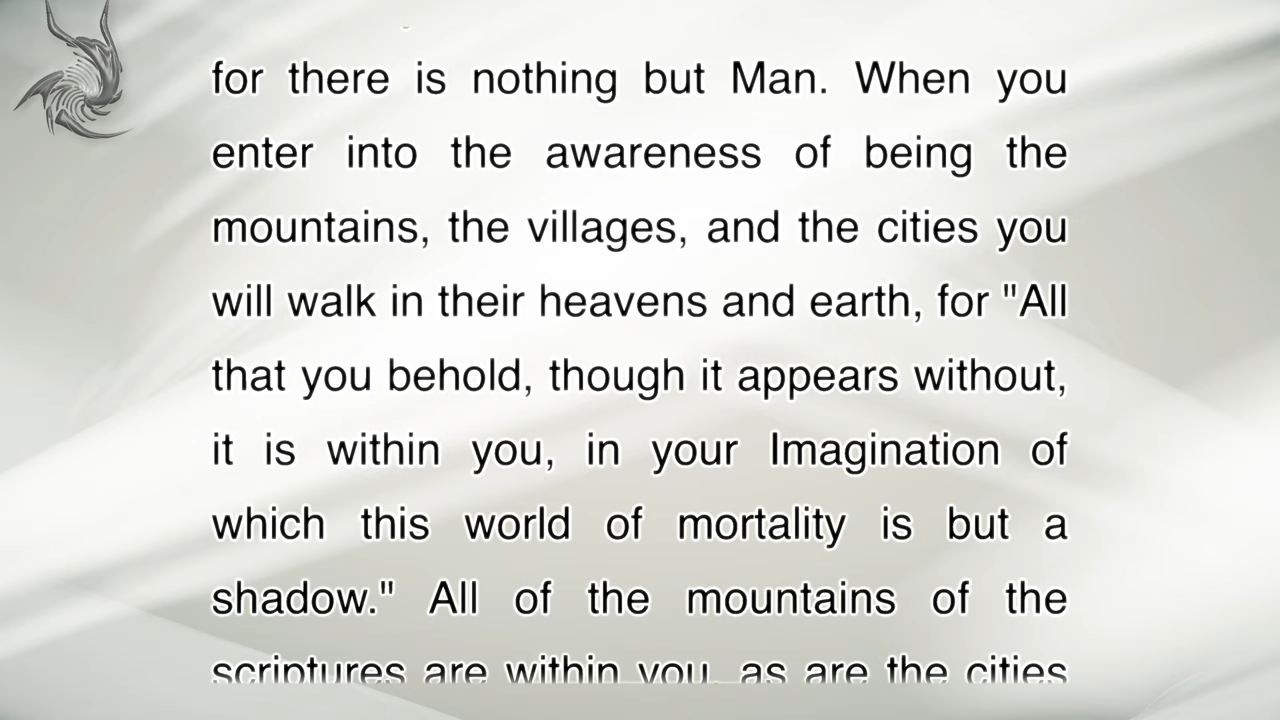 for there is nothing but Man. When you
enter into the awareness of being the
mountains, the villages, and the cities you
will walk in their heavens and earth, for "All
that you behold, though it appears without,
it is within you, in your Imagination of
which this world of mortality is but a
shadow." All of the mountains of the
scriptures are within you, as are the cities